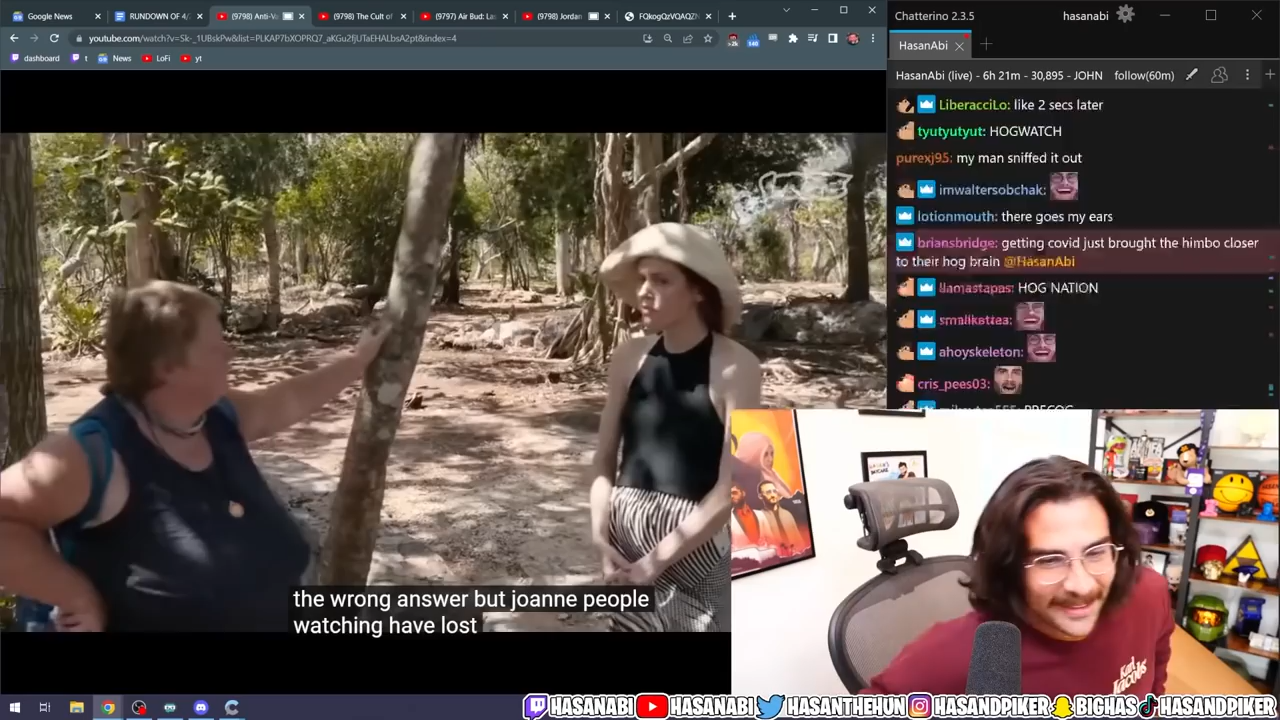 Google News
RUNDOWN OF 4/
(9798) Anti-V
(9798) The Cult of
(9797) Air Bud: La
(9798) Jordan
FQkogQzVQAQZ
youtube.com/watch?v=Sk-_1UBskPw&list=PLKAP7bXOPRQ7_aKGu2fjUTaEHALbsA2pt&index=4
dashboard
t
News
LoFi
yt
the wrong answer but joanne people
watching have lost
Chatterino 2.3.5
hasanabi
HasanAbi
HasanAbi (live) - 6h 21m - 30,895 - JOHN
follow(60m)
LiberacciLo: like 2 secs later
tyutyutyut: HOGWATCH
purexj95: my man sniffed it out
imwaltersobchak:
lotionmouth: there goes my ears
briansbridge: getting covid just brought the himbo closer
to their hog brain @HasanAbi
llamastapas: HOG NATION
ahoyskeleton:
cris_pees03:
HASANABI
HASANABI
HASANTHEHUN
HASANDPIKER
BIGHAS
HASANDPIKER